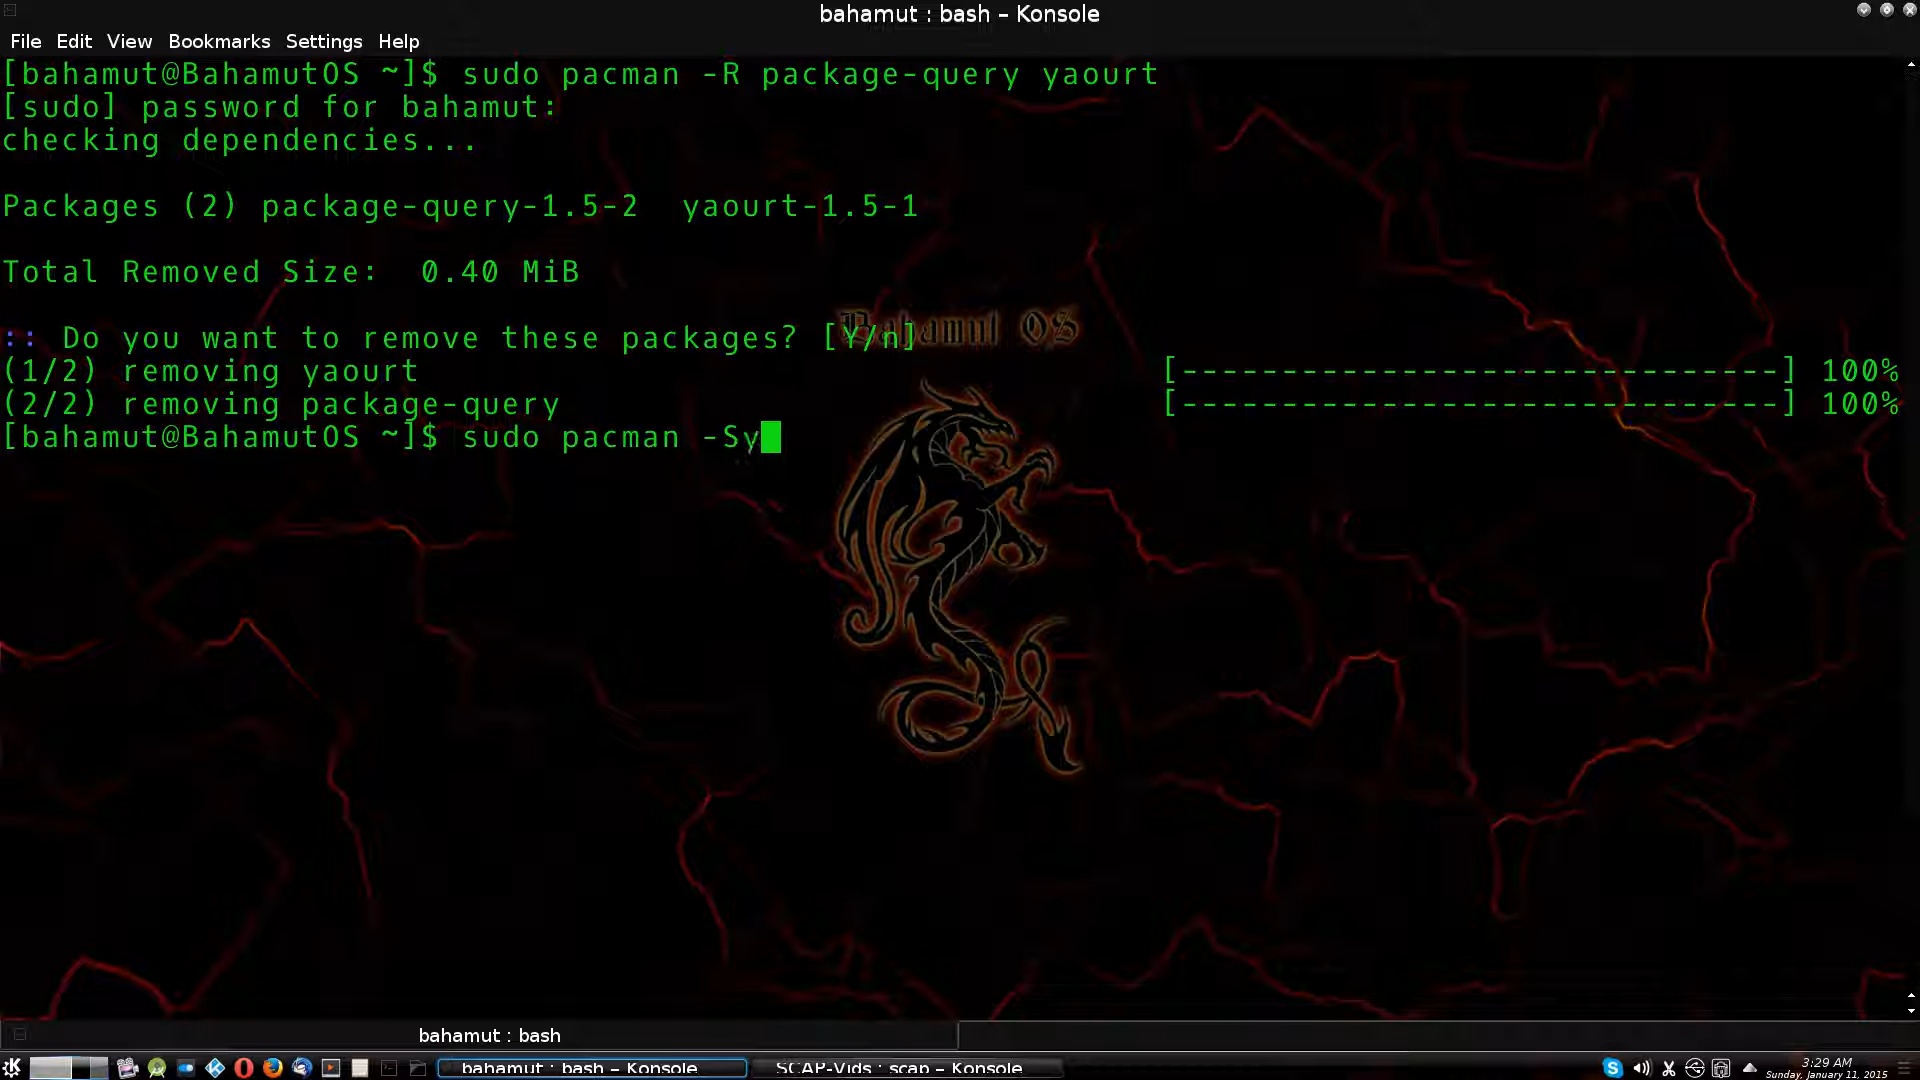 bahamut : bash – Konsole
File Edit View Bookmarks Settings Help
[bahamut@BahamutOS ~]$ sudo pacman -R package-query yaourt
[sudo] password for bahamut:
checking dependencies...
Packages (2) package-query-1.5-2  yaourt-1.5-1
Total Removed Size:  0.40 MiB
:: Do you want to remove these packages? [Y/n]
Bahamut OS
(1/2) removing yaourt [------------------------------] 100%
(2/2) removing package-query [------------------------------] 100%
[bahamut@BahamutOS ~]$ sudo pacman -Sy
bahamut : bash
bahamut : bash – Konsole
SCAP-Vids : scap – Konsole
3:29 AM
Sunday, January 11, 2015